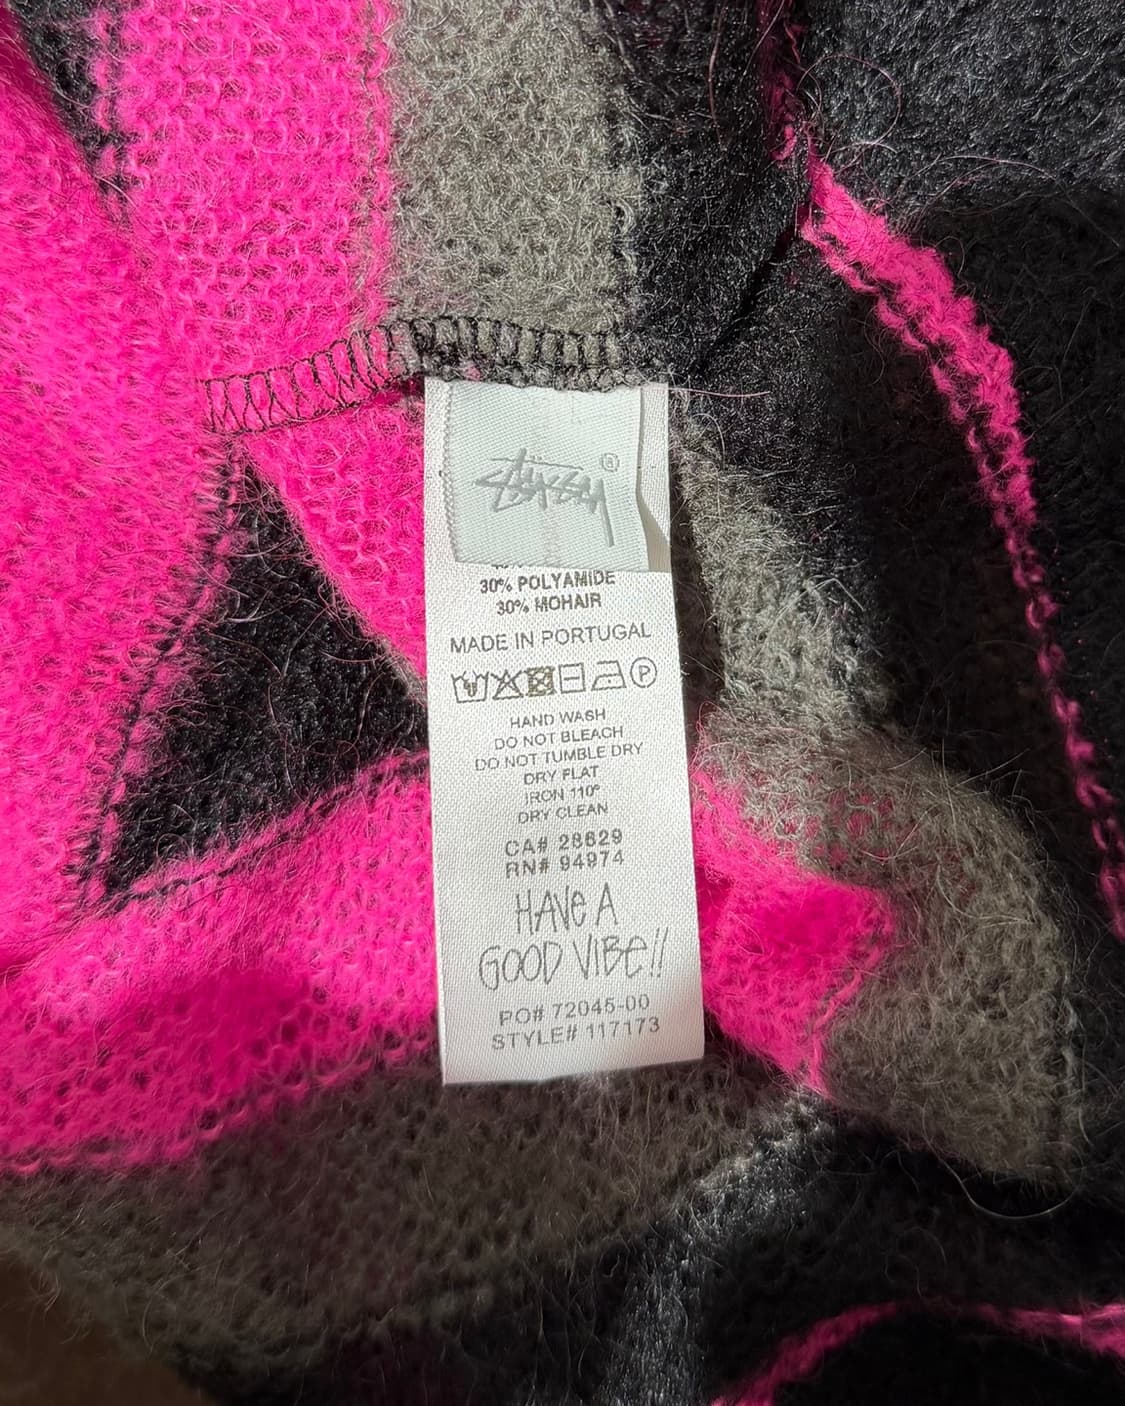 Stüssy ®
30% POLYAMIDE
30% MOHAIR
MADE IN PORTUGAL
P
HAND WASH
DO NOT BLEACH
DO NOT TUMBLE DRY
DRY FLAT
IRON 110°
DRY CLEAN
CA# 28629
RN# 94974
HAVE A
GOOD VIBE!!
PO# 72045-00
STYLE# 117173